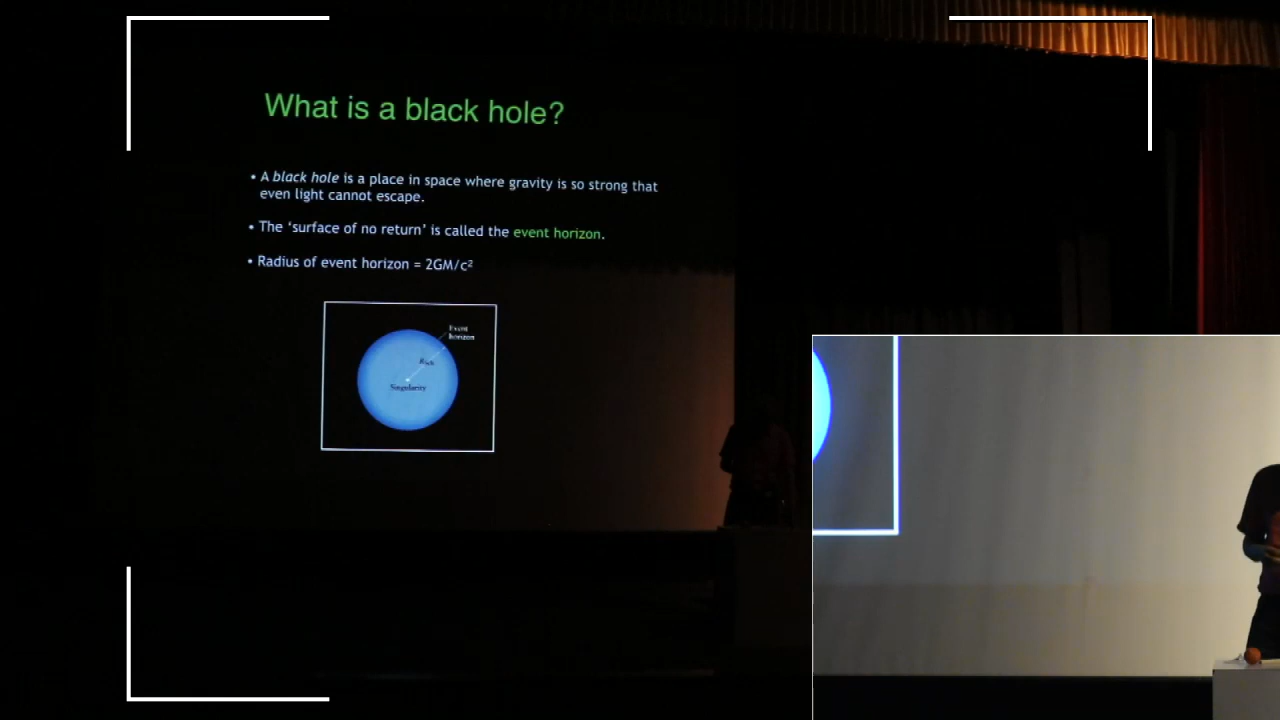 What is a black hole?
• A black hole is a place in space where gravity is so strong that
even light cannot escape.
• The ‘surface of no return’ is called the event horizon.
• Radius of event horizon = 2GM/c²
Event
horizon
Rsch
Singularity